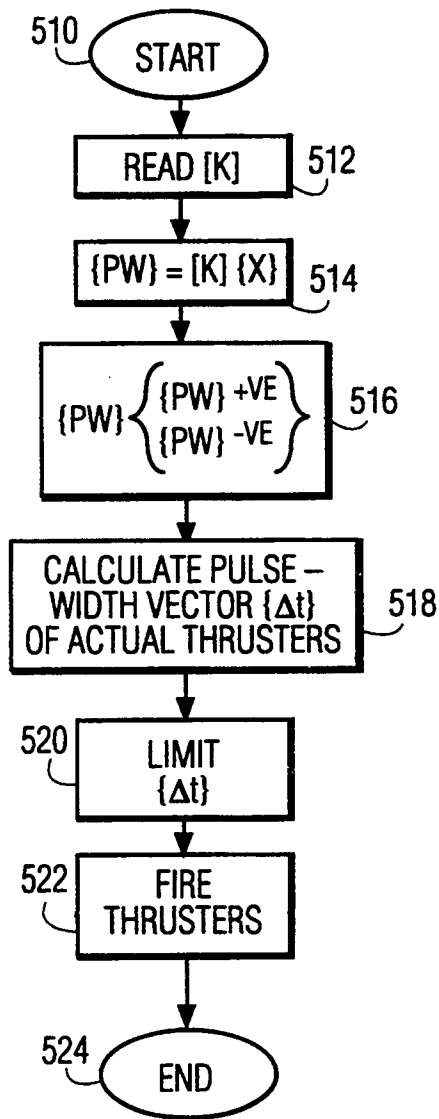 510
START
READ [K]
512
{PW} = [K] {X}
514
{PW} { {PW} +VE
{PW} -VE }
516
CALCULATE PULSE –
WIDTH VECTOR {Δt}
OF ACTUAL THRUSTERS
518
520
LIMIT
{Δt}
522
FIRE
THRUSTERS
524
END